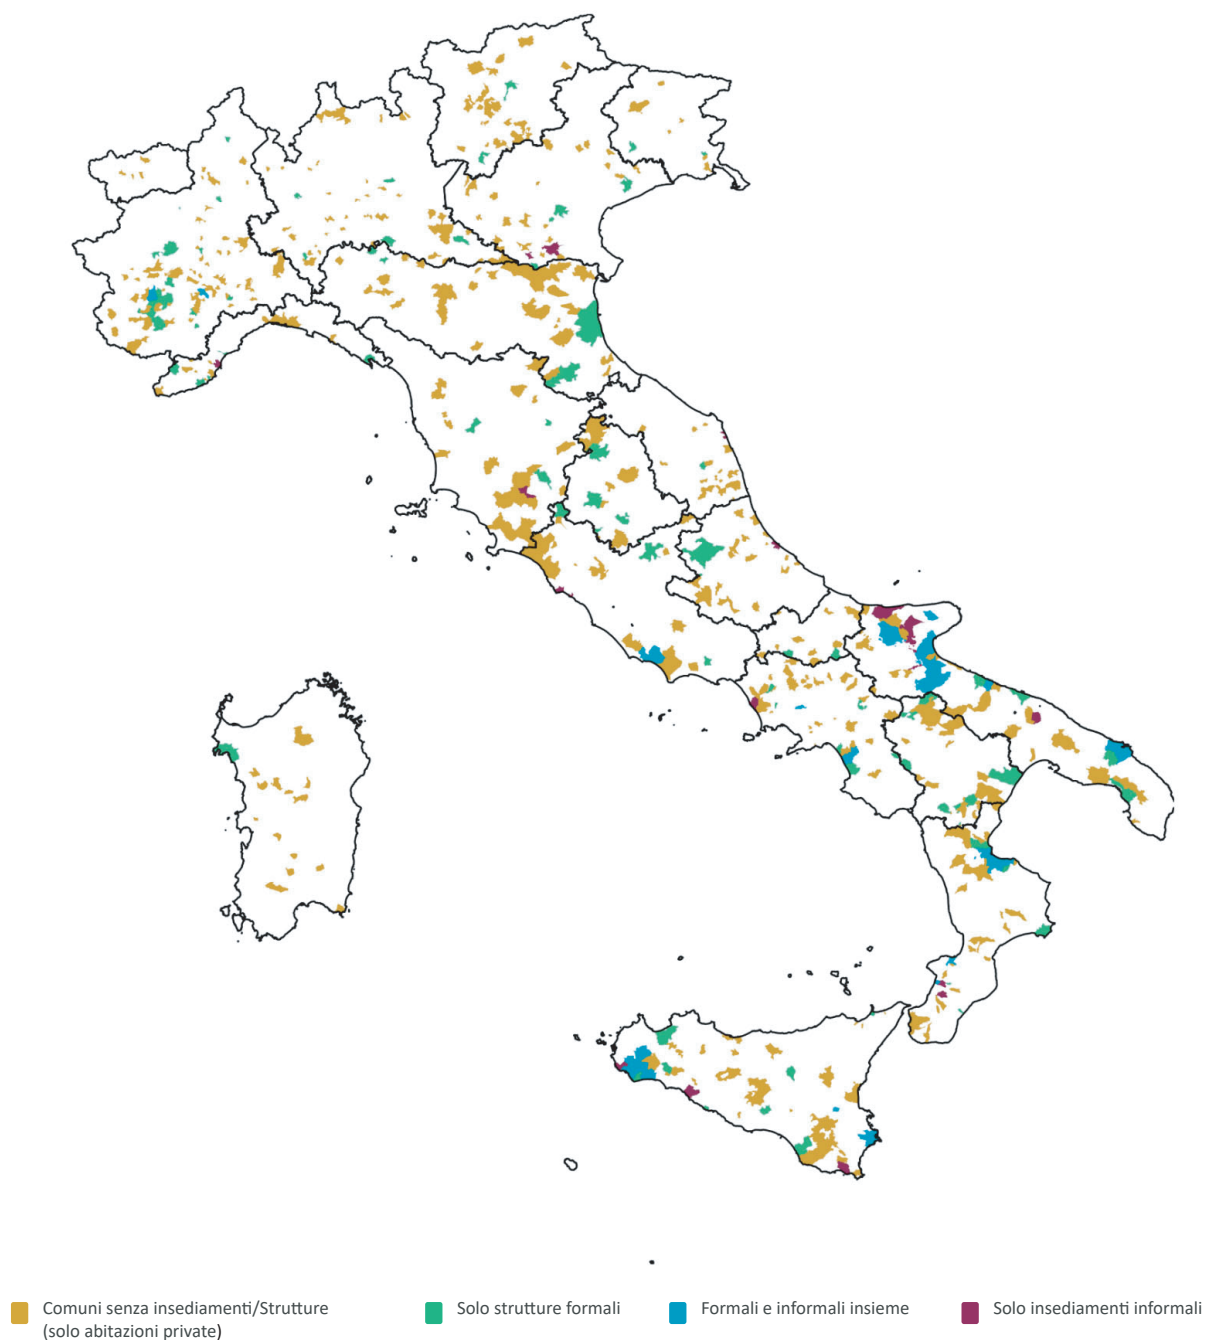 Comuni senza insediamenti/Strutture
(solo abitazioni private)
Solo strutture formali
Formali e informali insieme
Solo insediamenti informali